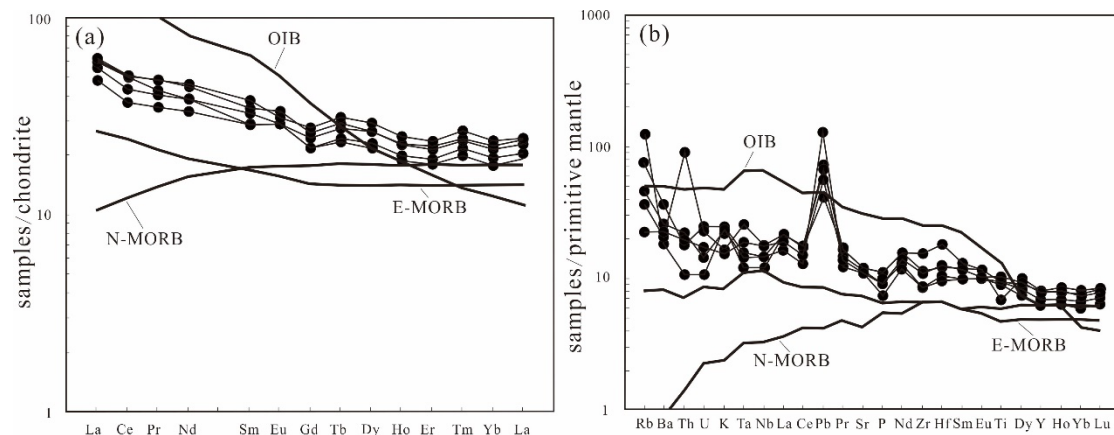 (a)
samples/chondrite
100
10
1
OIB
E-MORB
N-MORB
La Ce Pr Nd Sm Eu Gd Tb Dy Ho Er Tm Yb La
(b)
samples/primitive mantle
1000
100
10
1
OIB
N-MORB
E-MORB
Rb Ba Th U K Ta Nb La Ce Pb Pr Sr P Nd Zr Hf Sm Eu Ti Dy Y Ho Yb Lu